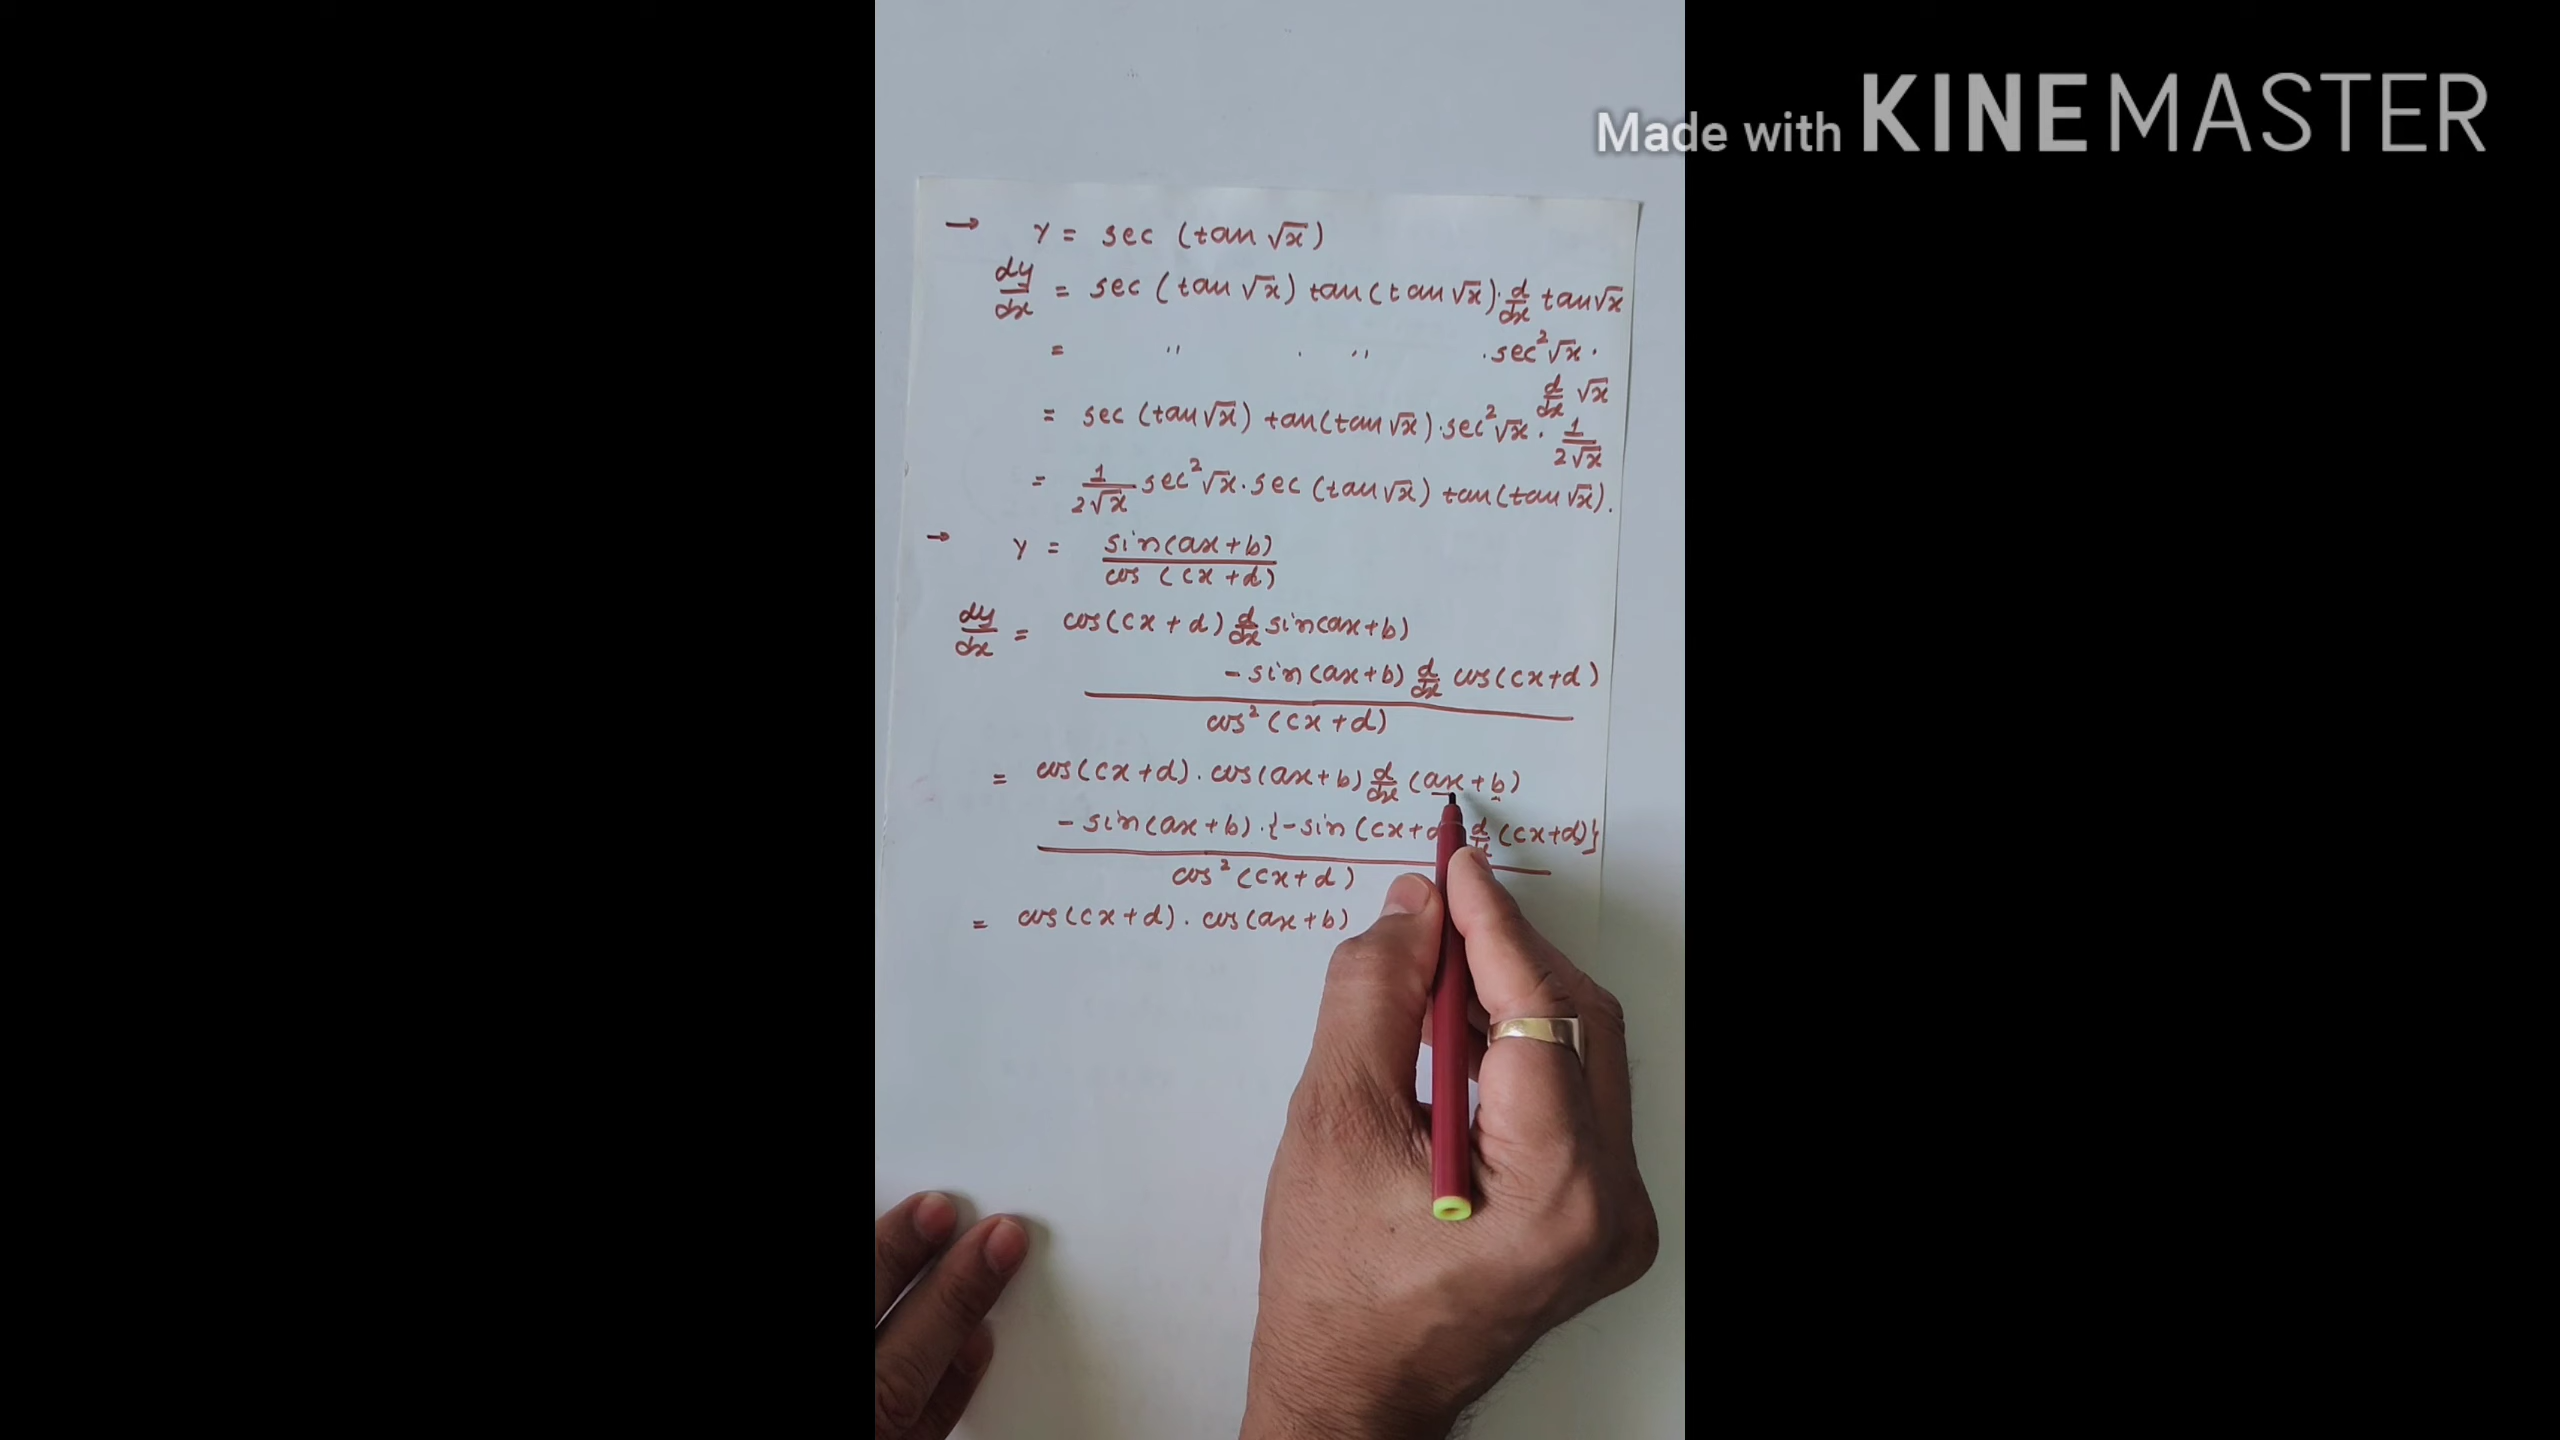 Made with KINEMASTER
→ y = sec (tan √x)
dy/dx = sec (tan √x) tan (tan √x) · d/dx tan √x
= " . " . sec² √x ·
d/dx √x
= sec (tan √x) tan (tan √x) · sec² √x · 1/2√x
= 1/2√x sec² √x · sec (tan √x) tan (tan √x).
→ y = sin(ax + b)
cos (cx + d)
dy/dx = cos (cx + d) d/dx sin(ax + b)
- sin (ax + b) d/dx cos (cx + d)
cos² (cx + d)
= cos (cx + d) . cos (ax + b) d/dx (ax + b)
- sin (ax + b) . {- sin (cx + d d/dx (cx + d)}
cos² (cx + d)
= cos (cx + d) . cos (ax + b)